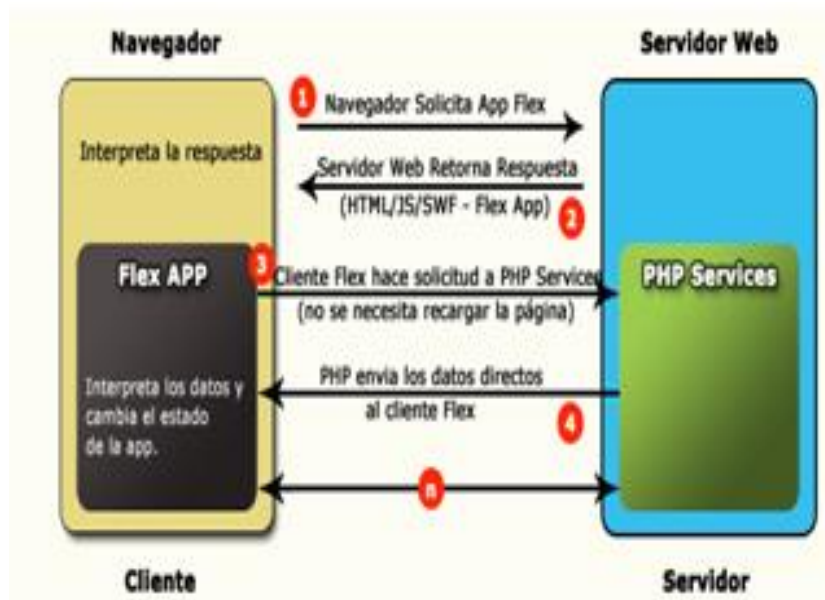 Navegador
Servidor Web
1
Navegador Solicita App Flex
Interpreta la respuesta
Servidor Web Retorna Respuesta
(HTML/JS/SWF - Flex App)
2
Flex APP
3
Cliente Flex hace solicitud a PHP Services
(no se necesita recargar la página)
PHP Services
Interpreta los datos y
cambia el estado
de la app.
PHP envia los datos directos
al cliente Flex
4
n
Cliente
Servidor